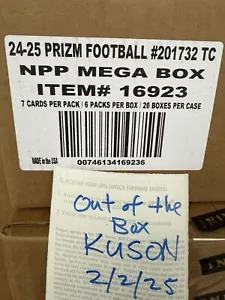 24-25 PRIZM FOOTBALL #201732 TC
NPP MEGA BOX
ITEM# 16923
7 CARDS PER PACK / 6 PACKS PER BOX / 20 BOXES PER CASE
MADE in the USA
00746134169236
Out of the
Box
KUSON
2/2/25